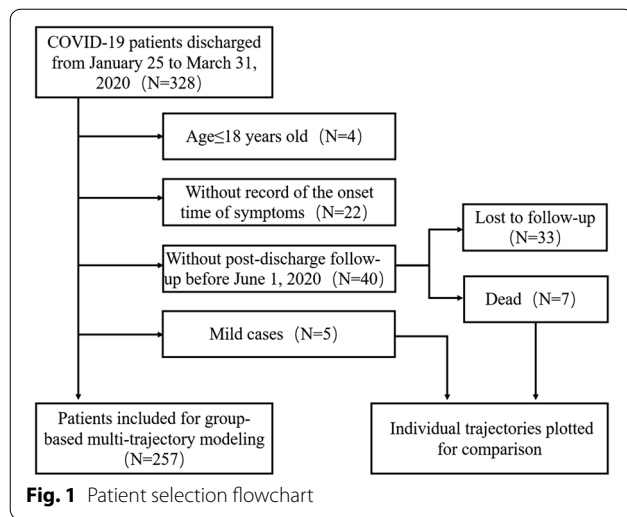 COVID-19 patients discharged
from January 25 to March 31,
2020 (N=328)
Age≤18 years old (N=4)
Without record of the onset
time of symptoms (N=22)
Without post-discharge follow-
up before June 1, 2020 (N=40)
Lost to follow-up
(N=33)
Dead (N=7)
Mild cases (N=5)
Patients included for group-
based multi-trajectory modeling
(N=257)
Individual trajectories plotted
for comparison
Fig. 1 Patient selection flowchart